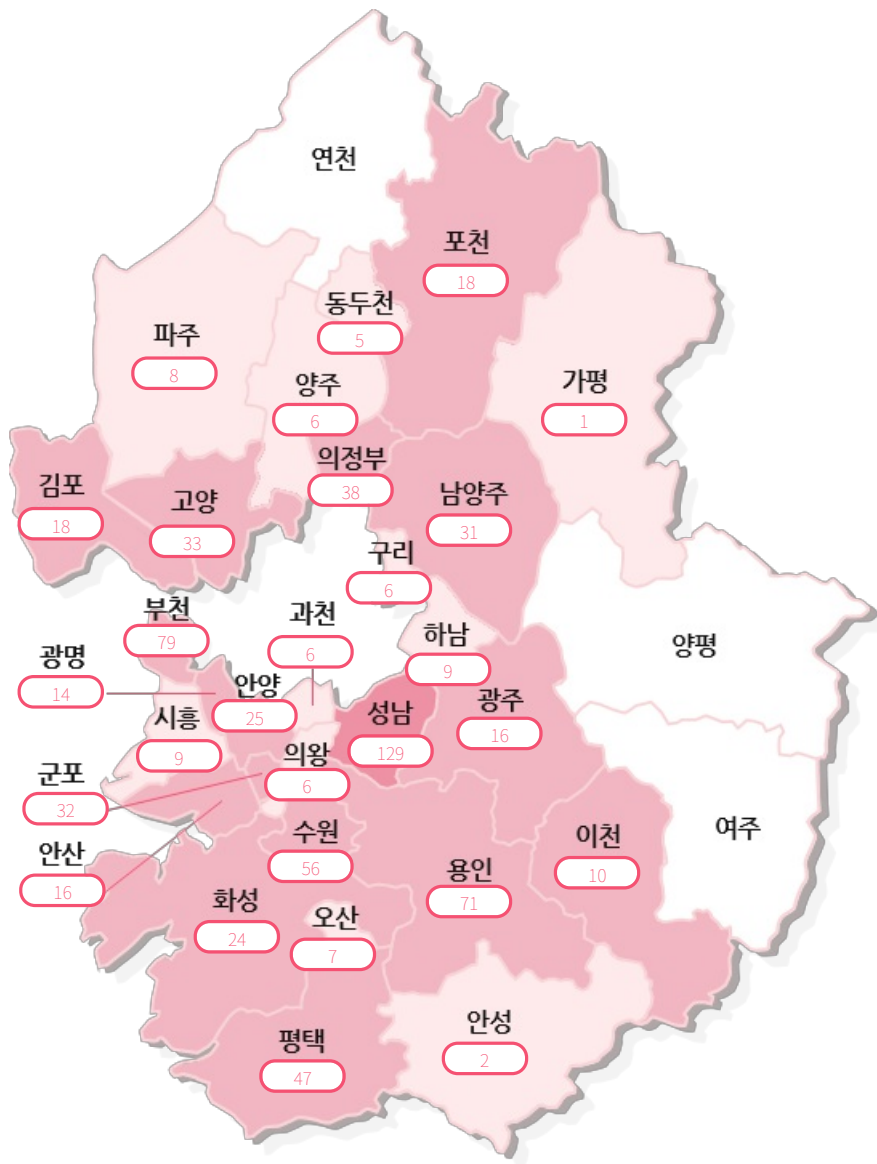 연천
포천
18
동두천
5
파주
8
양주
6
가평
1
의정부
38
김포
18
고양
33
남양주
31
구리
6
부천
79
과천
6
하남
9
양평
광명
14
안양
25
시흥
9
성남
129
광주
16
의왕
6
군포
32
수원
56
여주
이천
10
안산
16
용인
71
화성
24
오산
7
안성
2
평택
47